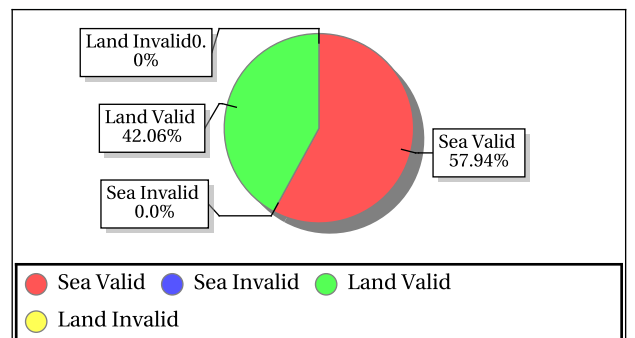 Land Invalid0.
0%
Land Valid
42.06%
Sea Invalid
0.0%
Sea Valid
57.94%
Sea Valid Sea Invalid Land Valid
Land Invalid